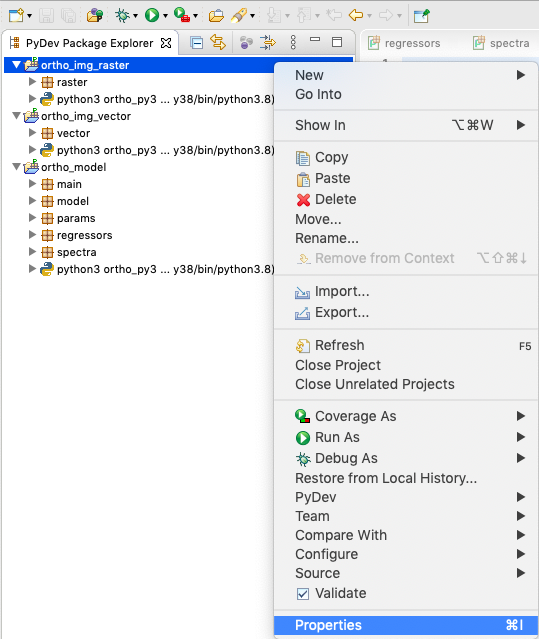 PyDev Package Explorer
regressors
spectra
1
ortho_img_raster
raster
python3 ortho_py3 ... y38/bin/python3.8)
ortho_img_vector
vector
python3 ortho_py3 ... y38/bin/python3.8)
ortho_model
main
model
params
regressors
spectra
python3 ortho_py3 ... y38/bin/python3.8)
New
Go Into
Show In ⌥⌘W
Copy
Paste
Delete
Move...
Rename...
Remove from Context ⌥⇧⌘↓
Import...
Export...
Refresh F5
Close Project
Close Unrelated Projects
Coverage As
Run As
Debug As
Restore from Local History...
PyDev
Team
Compare With
Configure
Source
Validate
Properties ⌘I